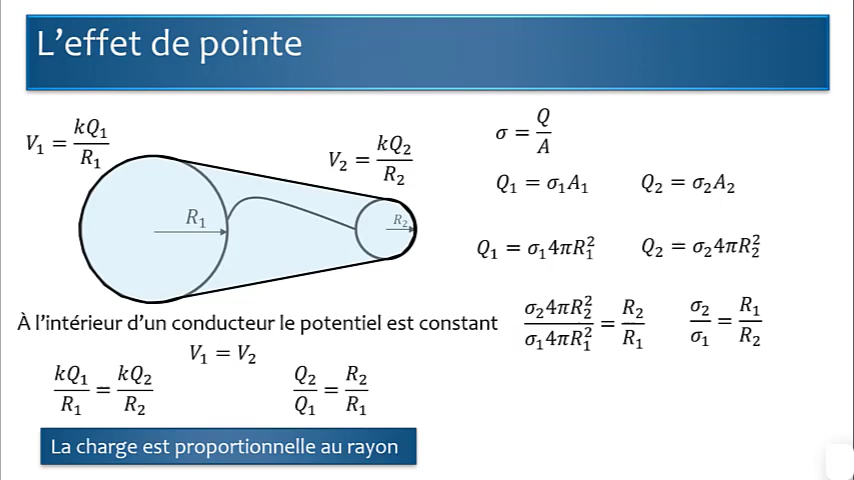 L'effet de pointe
V₁ = kQ₁/R₁
V₂ = kQ₂/R₂
R₁
R₂
À l'intérieur d'un conducteur le potentiel est constant
V₁ = V₂
kQ₁/R₁ = kQ₂/R₂
Q₂/Q₁ = R₂/R₁
La charge est proportionnelle au rayon
σ = Q/A
Q₁ = σ₁A₁
Q₂ = σ₂A₂
Q₁ = σ₁4πR₁²
Q₂ = σ₂4πR₂²
σ₂4πR₂²/σ₁4πR₁² = R₂/R₁
σ₂/σ₁ = R₁/R₂